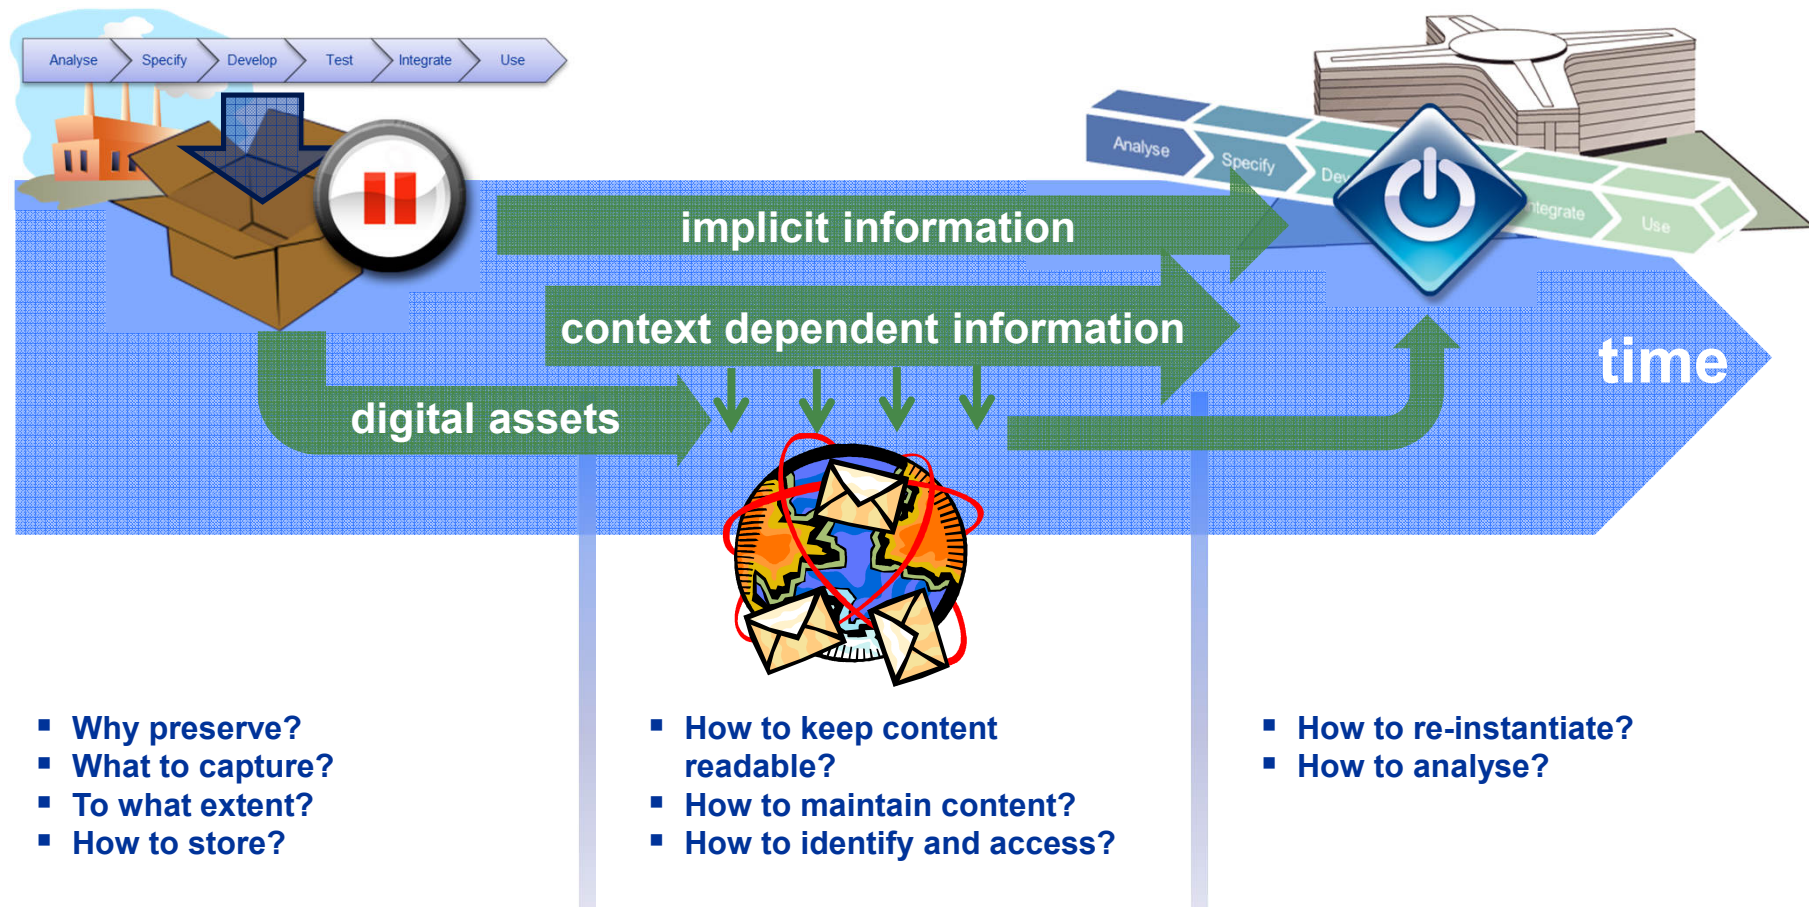 Analyse
Specify
Develop
Test
Integrate
Use
Analyse
Specify
Dev
ntegrate
Use
implicit information
context dependent information
time
digital assets
▪ Why preserve?
▪ What to capture?
▪ To what extent?
▪ How to store?
▪ How to keep content
readable?
▪ How to maintain content?
▪ How to identify and access?
▪ How to re-instantiate?
▪ How to analyse?